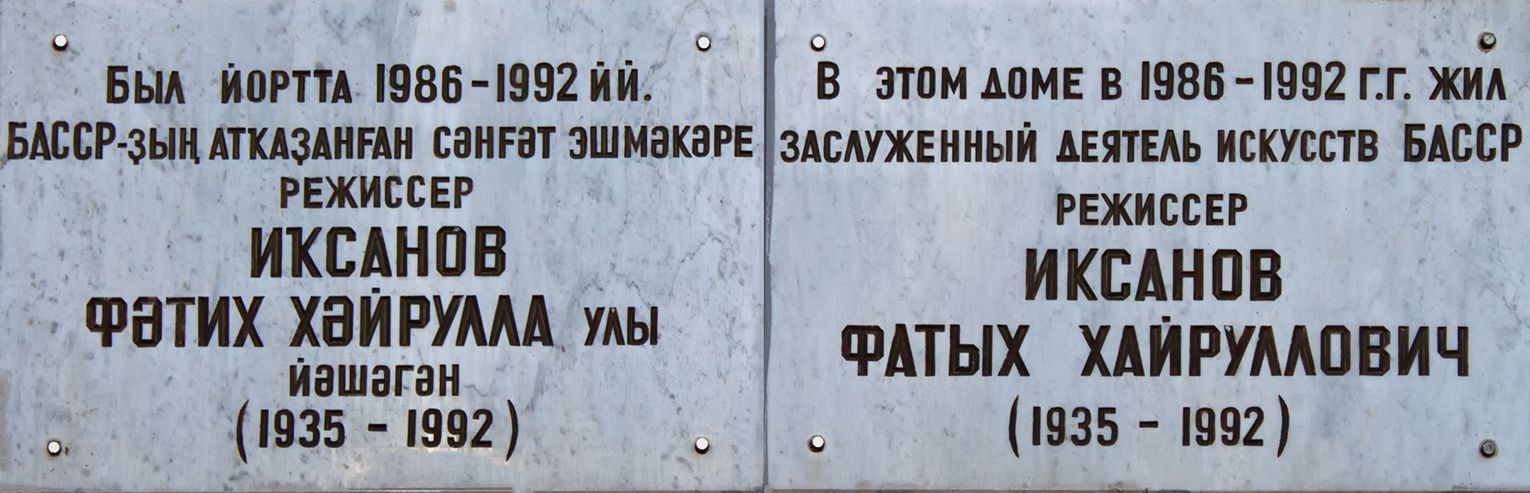 Был йортта 1986-1992 йй.
БАССР-ҙың атказанған сәнғәт эшмәкәре
режиссер
ИКСАНОВ
ФӘТИХ ХӘЙРУЛЛА улы
йәшәгән
(1935 - 1992)
В этом доме в 1986-1992 г.г. жил
заслуженный деятель искусств БАССР
режиссер
ИКСАНОВ
ФАТЫХ ХАЙРУЛЛОВИЧ
(1935 - 1992)